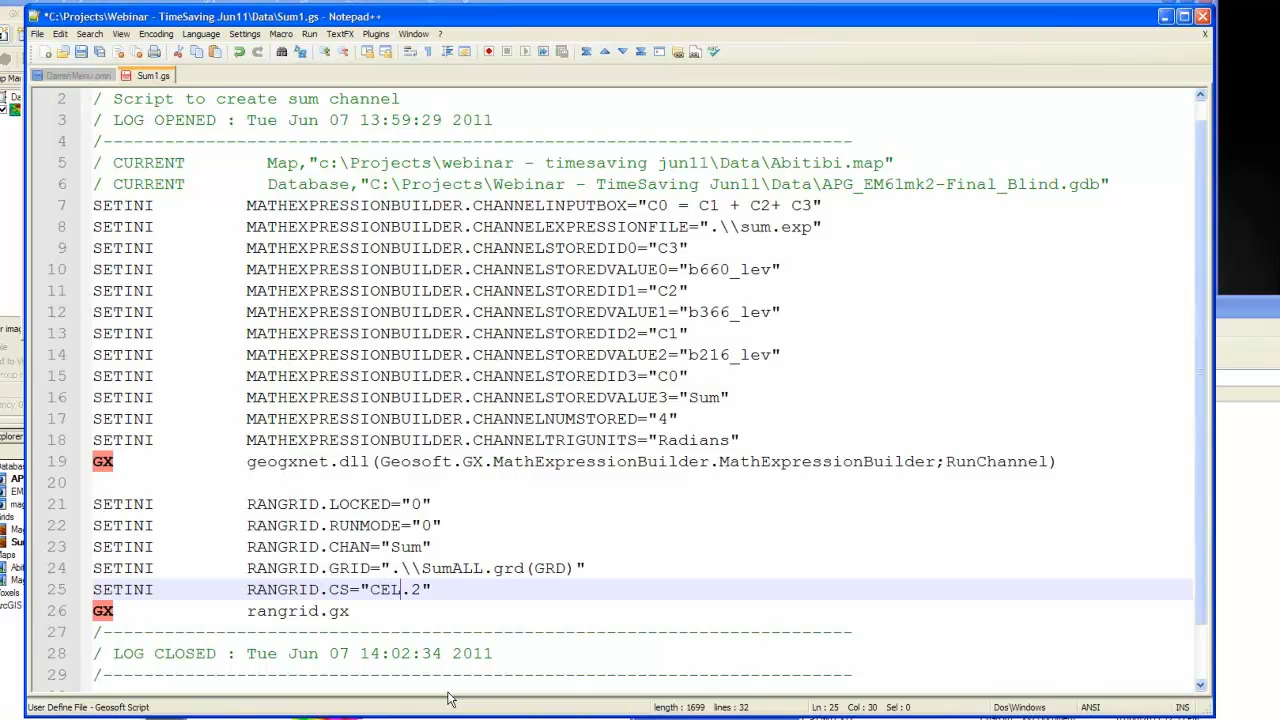 *C:\Projects\Webinar - TimeSaving Jun11\Data\Sum1.gs - Notepad++
File Edit Search View Encoding Language Settings Macro Run TextFX Plugins Window ? X
DarrenMenu.omn Sum1.gs
2 / Script to create sum channel
3 / LOG OPENED : Tue Jun 07 13:59:29 2011
4 /--------------------------------------------------------------------------
5 / CURRENT Map,"c:\Projects\webinar - timesaving jun11\Data\Abitibi.map"
6 / CURRENT Database,"C:\Projects\Webinar - TimeSaving Jun11\Data\APG_EM61mk2-Final_Blind.gdb"
7 SETINI MATHEXPRESSIONBUILDER.CHANNELINPUTBOX="C0 = C1 + C2+ C3"
8 SETINI MATHEXPRESSIONBUILDER.CHANNELEXPRESSIONFILE=".\\sum.exp"
9 SETINI MATHEXPRESSIONBUILDER.CHANNELSTOREDID0="C3"
10 SETINI MATHEXPRESSIONBUILDER.CHANNELSTOREDVALUE0="b660_lev"
11 SETINI MATHEXPRESSIONBUILDER.CHANNELSTOREDID1="C2"
12 SETINI MATHEXPRESSIONBUILDER.CHANNELSTOREDVALUE1="b366_lev"
13 SETINI MATHEXPRESSIONBUILDER.CHANNELSTOREDID2="C1"
14 SETINI MATHEXPRESSIONBUILDER.CHANNELSTOREDVALUE2="b216_lev"
15 SETINI MATHEXPRESSIONBUILDER.CHANNELSTOREDID3="C0"
16 SETINI MATHEXPRESSIONBUILDER.CHANNELSTOREDVALUE3="Sum"
17 SETINI MATHEXPRESSIONBUILDER.CHANNELNUMSTORED="4"
18 SETINI MATHEXPRESSIONBUILDER.CHANNELTRIGUNITS="Radians"
19 GX geogxnet.dll(Geosoft.GX.MathExpressionBuilder.MathExpressionBuilder;RunChannel)
20
21 SETINI RANGRID.LOCKED="0"
22 SETINI RANGRID.RUNMODE="0"
23 SETINI RANGRID.CHAN="Sum"
24 SETINI RANGRID.GRID=".\\SumALL.grd(GRD)"
25 SETINI RANGRID.CS="CEL.2"
26 GX rangrid.gx
27 /--------------------------------------------------------------------------
28 / LOG CLOSED : Tue Jun 07 14:02:34 2011
29 /--------------------------------------------------------------------------
User Define File - Geosoft Script length : 1699 lines : 32 Ln : 25 Col : 30 Sel : 0 Dos\Windows ANSI INS